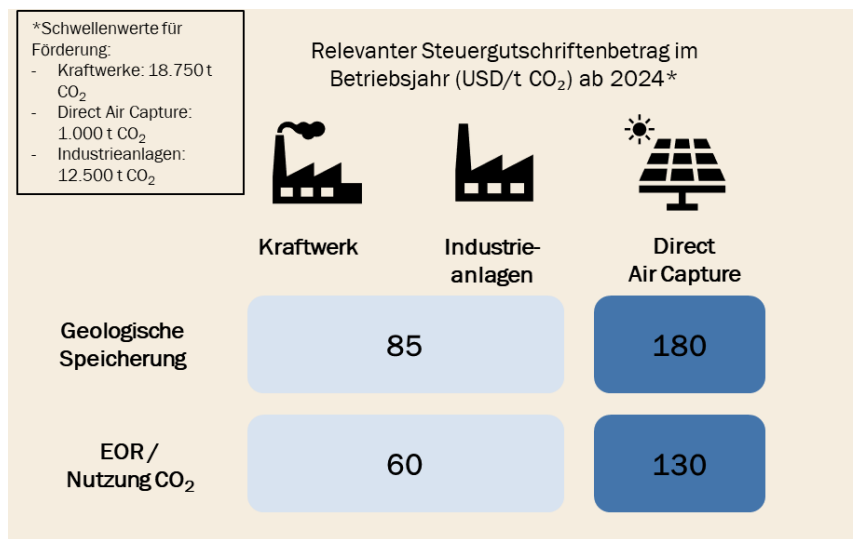 *Schwellenwerte für
Förderung:
- Kraftwerke: 18.750 t
CO₂
- Direct Air Capture:
1.000 t CO₂
- Industrieanlagen:
12.500 t CO₂
Relevanter Steuergutschriftenbetrag im
Betriebsjahr (USD/t CO₂) ab 2024*
Kraftwerk
Industrie-
anlagen
Direct
Air Capture
Geologische
Speicherung
85
180
EOR /
Nutzung CO₂
60
130